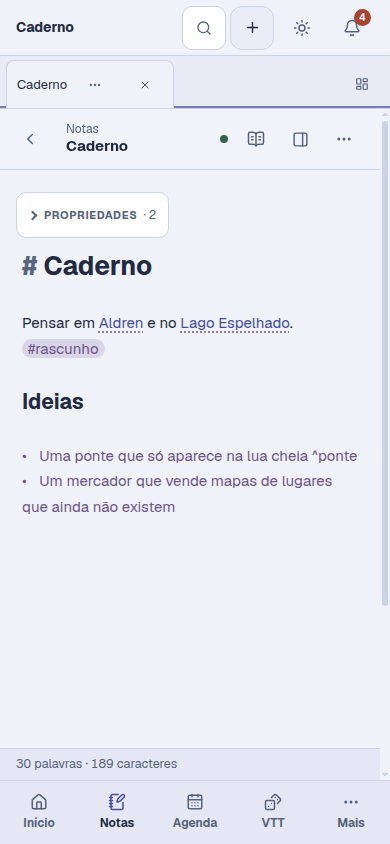 Caderno
4
Caderno
Notas
Caderno
PROPRIEDADES · 2
# Caderno
Pensar em Aldren e no Lago Espelhado.
#rascunho
Ideias
• Uma ponte que só aparece na lua cheia ^ponte
• Um mercador que vende mapas de lugares
que ainda não existem
30 palavras · 189 caracteres
Início Notas Agenda VTT Mais